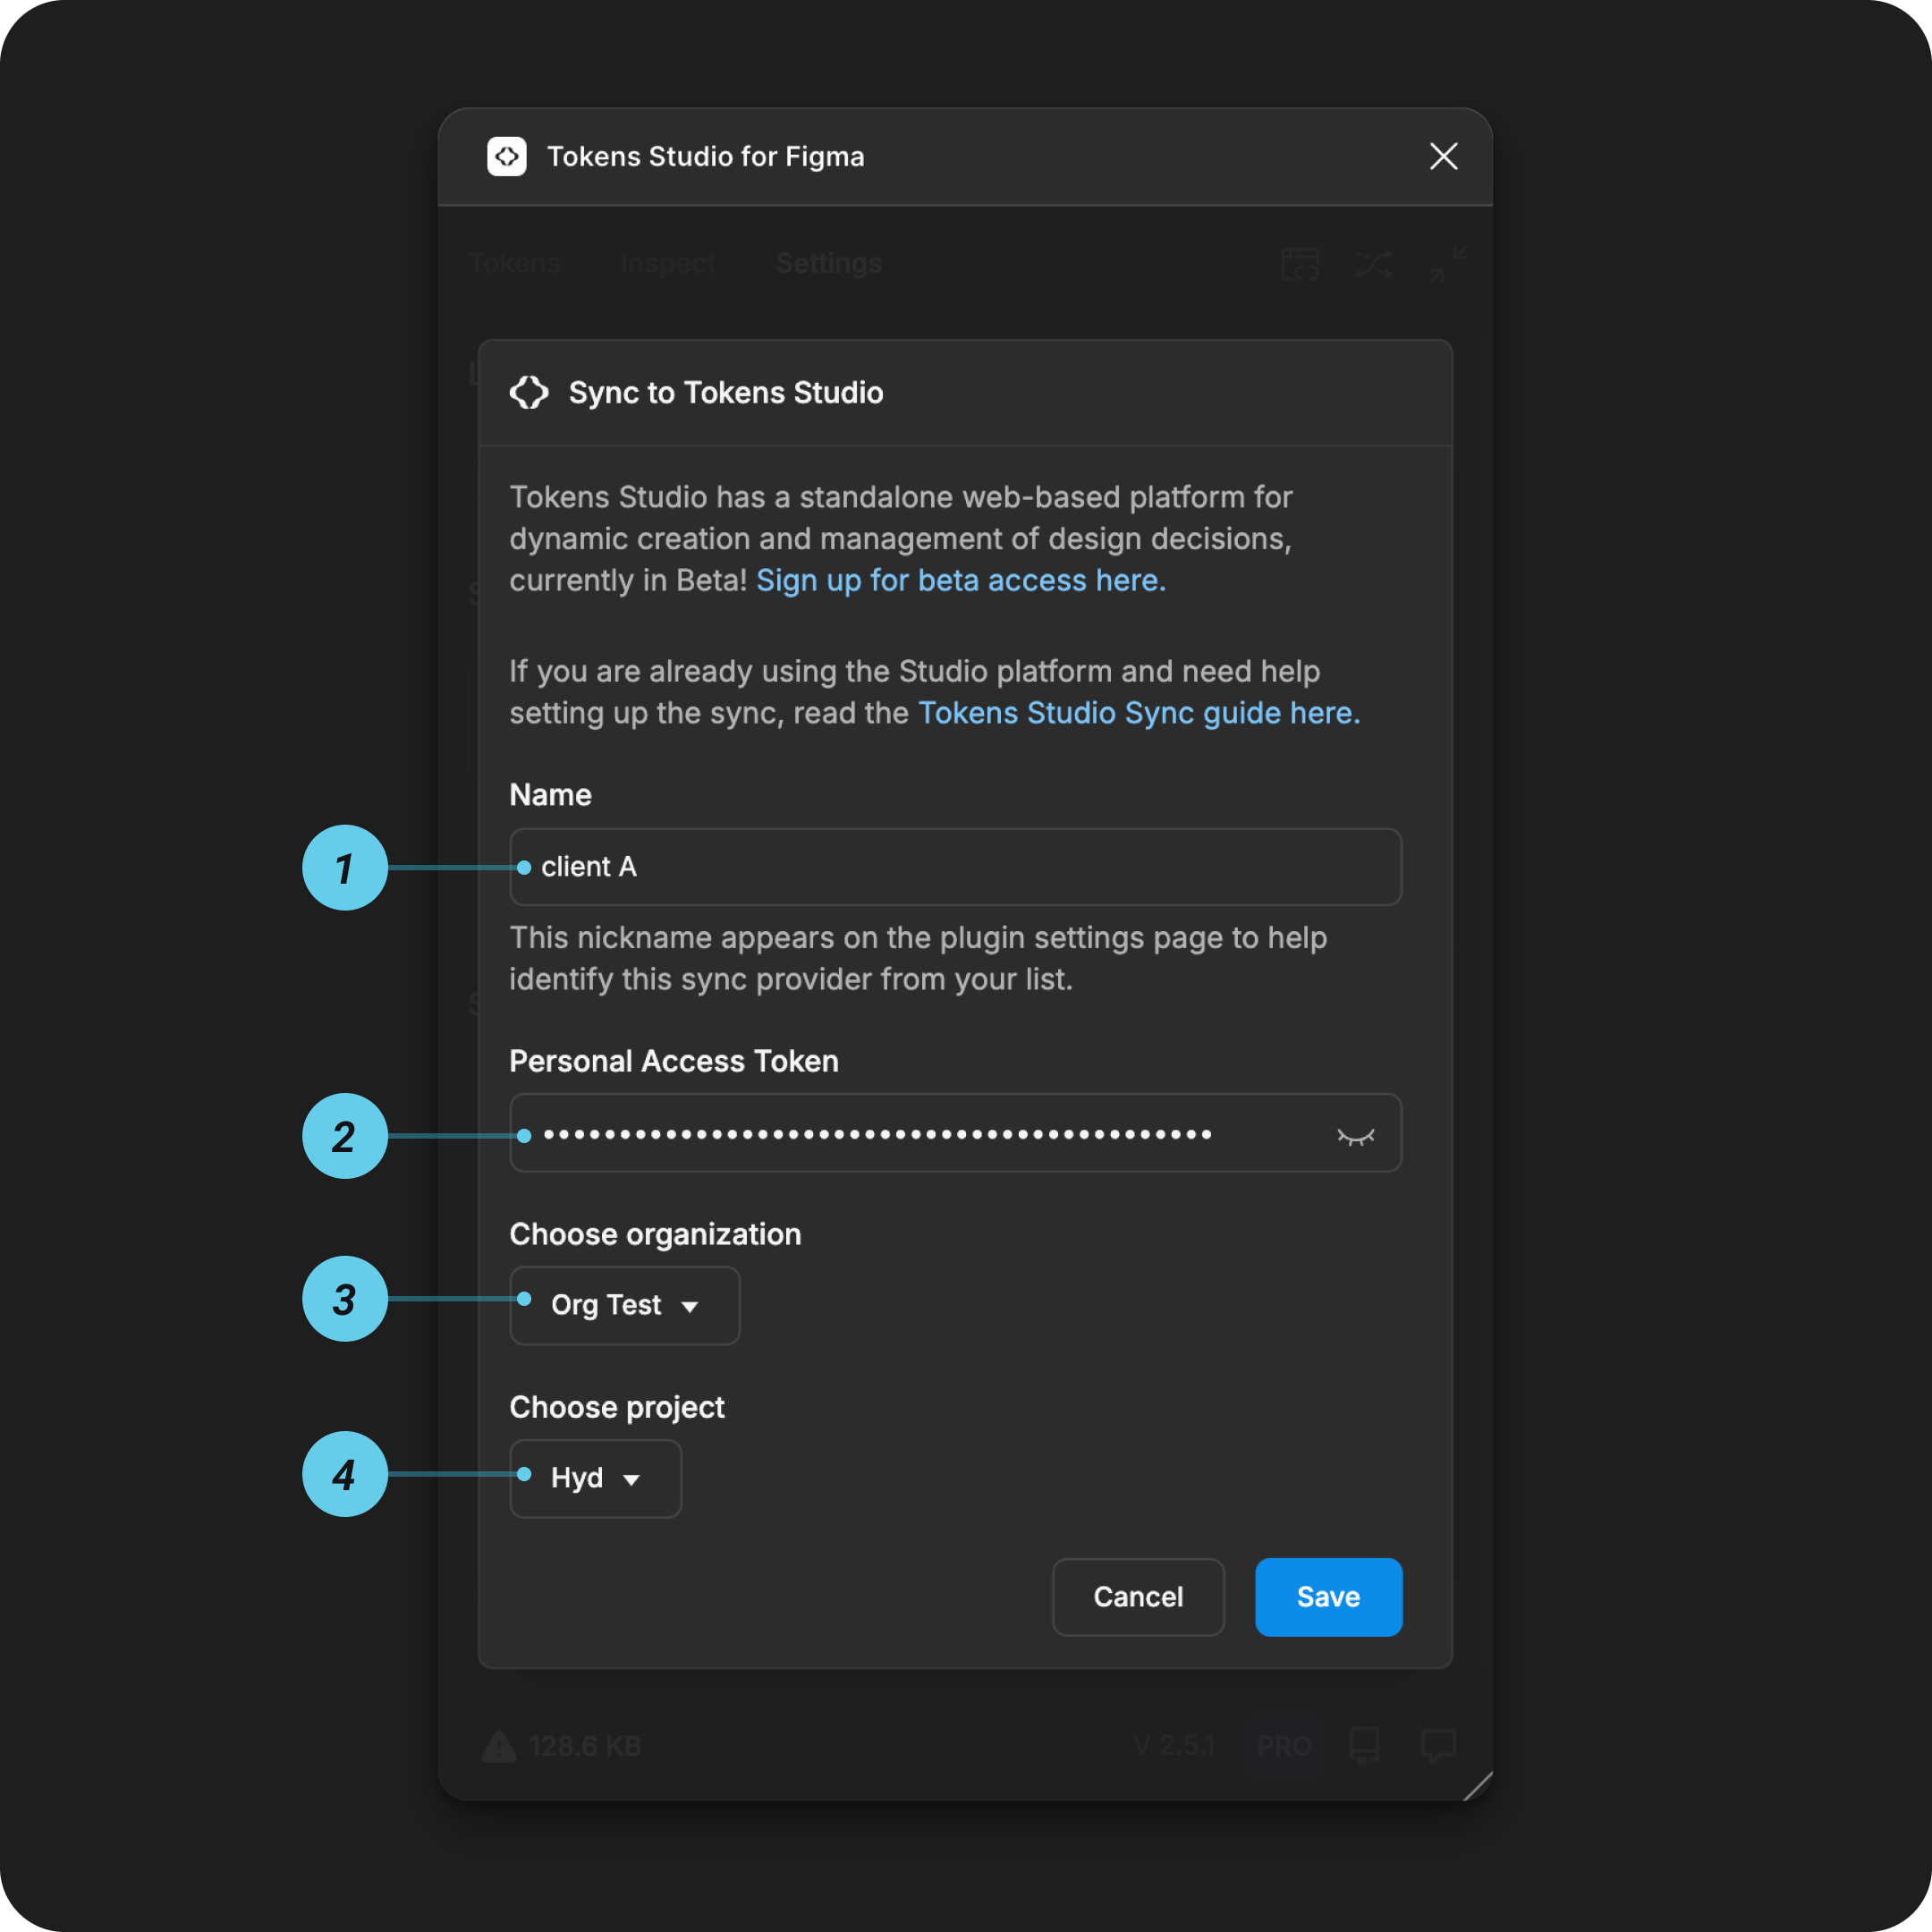 Tokens Studio for Figma
Tokens Inspect Settings
Sync to Tokens Studio
Tokens Studio has a standalone web-based platform for
dynamic creation and management of design decisions,
currently in Beta! Sign up for beta access here.
If you are already using the Studio platform and need help
setting up the sync, read the Tokens Studio Sync guide here.
Name
1 client A
This nickname appears on the plugin settings page to help
identify this sync provider from your list.
Personal Access Token
2 ••••••••••••••••••••••••••••••••••••••••••••
Choose organization
3 Org Test
Choose project
4 Hyd
Cancel Save
128.6 KB V 2.5.1 PRO